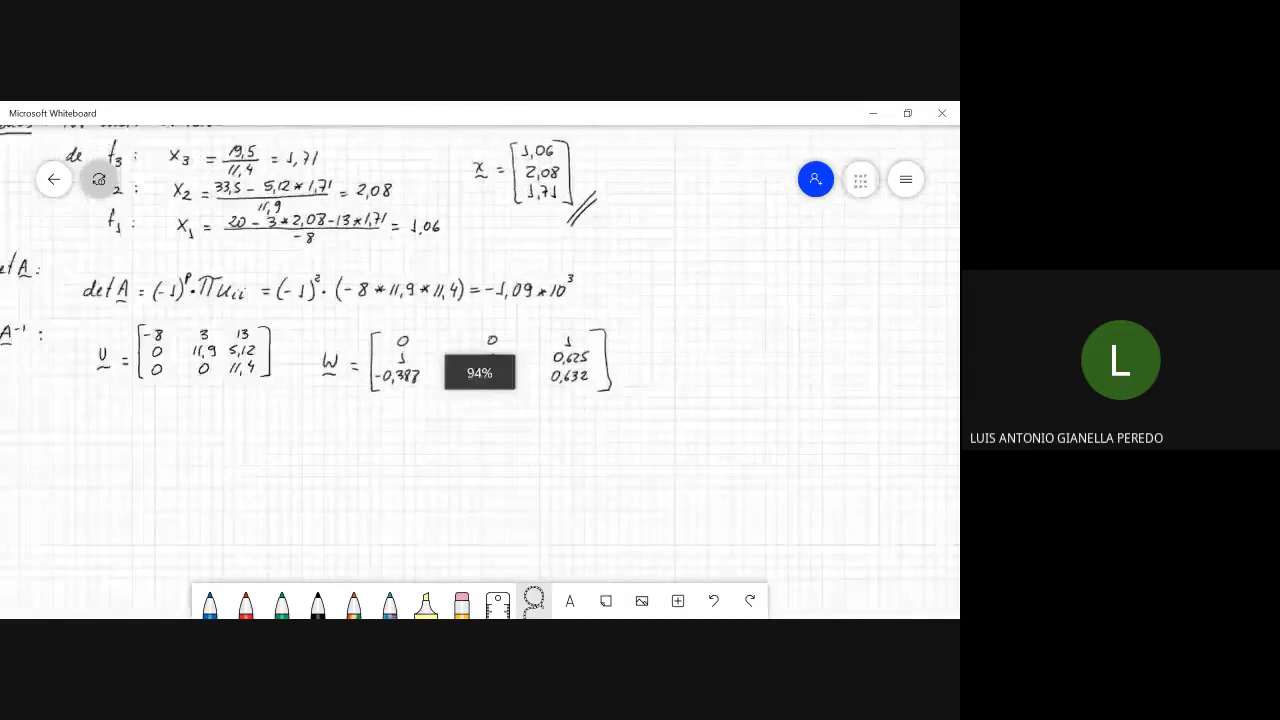 Microsoft Whiteboard
de f₃ : x₃ = 19,5 / 11,4 = 1,71
2 : x₂ = (33,5 - 5,12 * 1,71) / 11,9 = 2,08
f₁ : x₁ = (20 - 3 * 2,08 - 13 * 1,71) / -8 = 1,06
x = [1,06
2,08
1,71]
et A :
det A = (-1)ᵖ · Π uᵢᵢ = (-1)² · (-8 * 11,9 * 11,4) = -1,09 * 10³
A⁻¹ :
U = [-8 3 13
0 11,9 5,12
0 0 11,4]
W = [0 0 1
1 0,625
-0,388 0,632]
94%
A
L
LUIS ANTONIO GIANELLA PEREDO